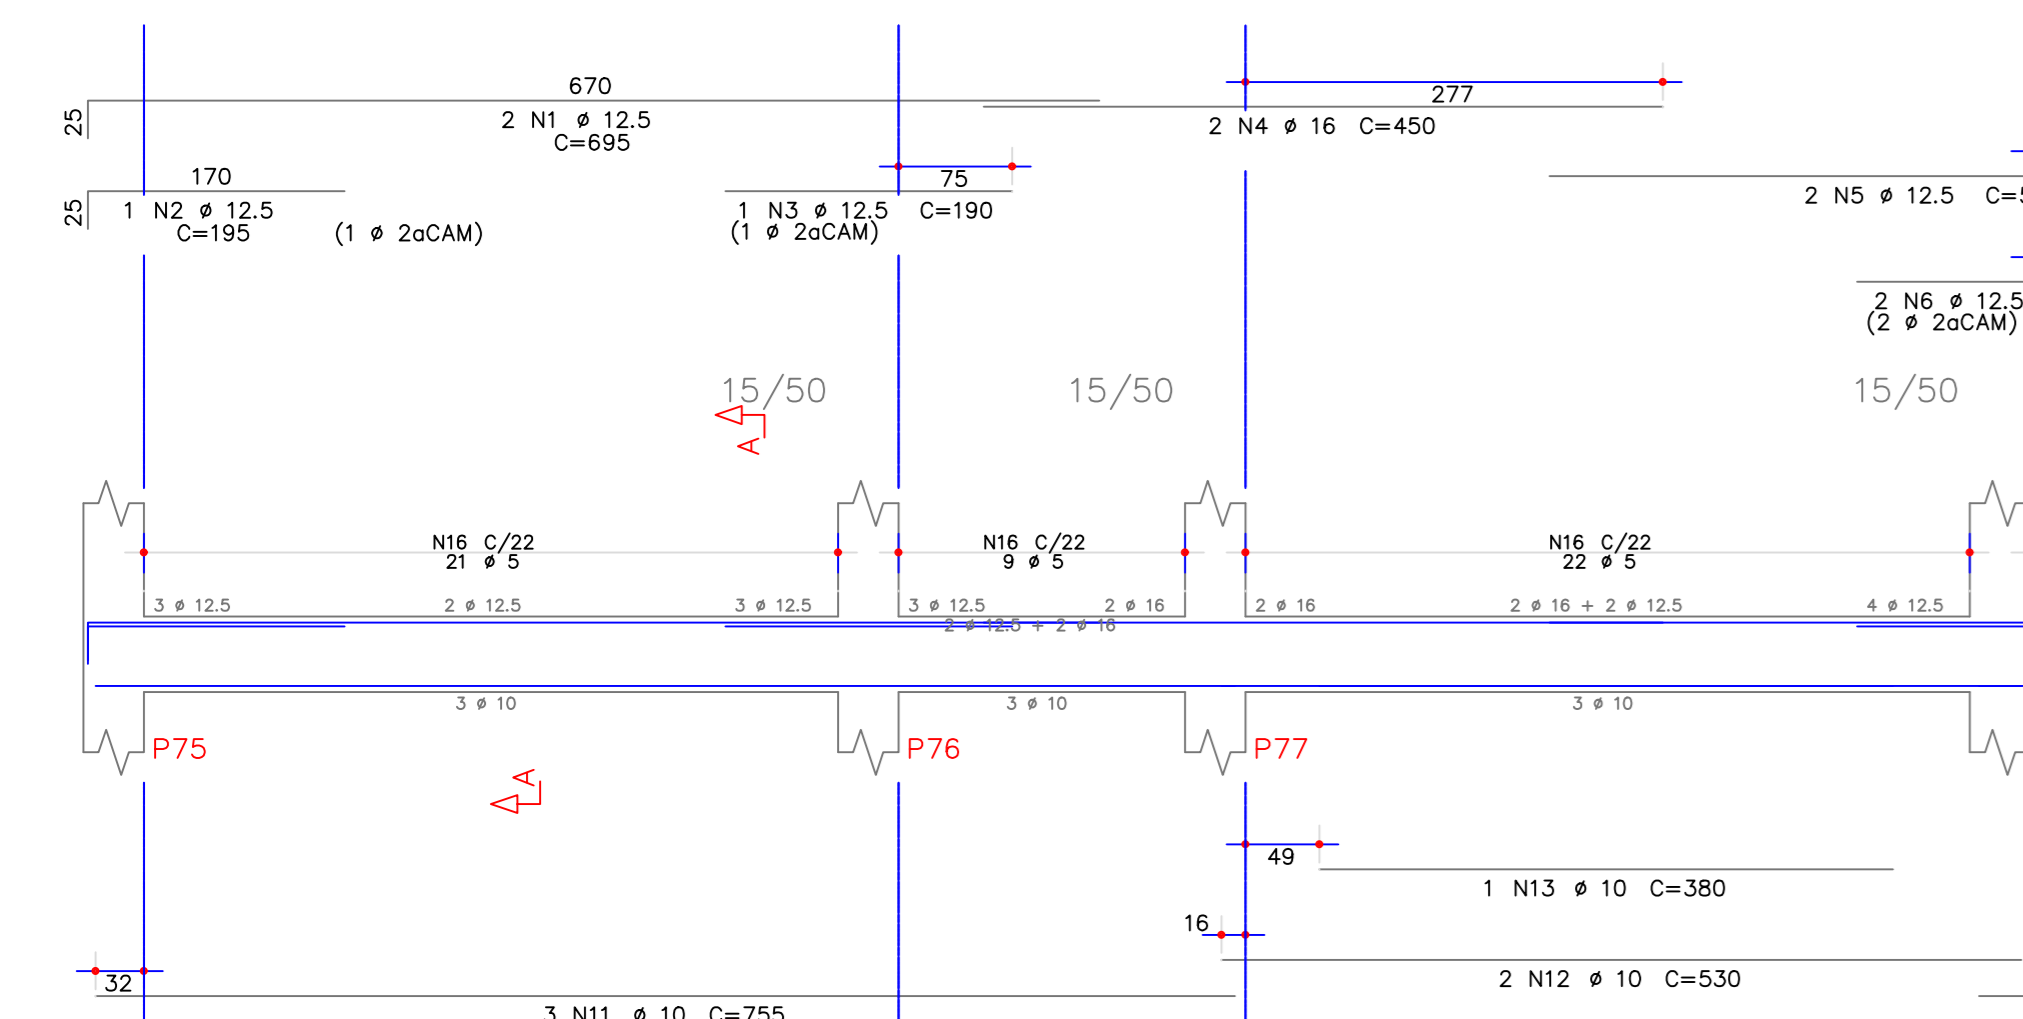 670
277
25
2 N1 ø 12.5
C=695
2 N4 ø 16 C=450
170
75
25
1 N2 ø 12.5
C=195
(1 ø 2aCAM)
1 N3 ø 12.5 C=190
(1 ø 2aCAM)
2 N5 ø 12.5 C=5
2 N6 ø 12.5
(2 ø 2aCAM)
15/50
15/50
15/50
A
N16 C/22
21 ø 5
N16 C/22
9 ø 5
N16 C/22
22 ø 5
3 ø 12.5
2 ø 12.5
3 ø 12.5
3 ø 12.5
2 ø 16
2 ø 16
2 ø 16 + 2 ø 12.5
4 ø 12.5
2 ø 12.5 + 2 ø 16
3 ø 10
3 ø 10
3 ø 10
P75
P76
P77
A
49
1 N13 ø 10 C=380
16
2 N12 ø 10 C=530
32
3 N11 ø 10 C=755